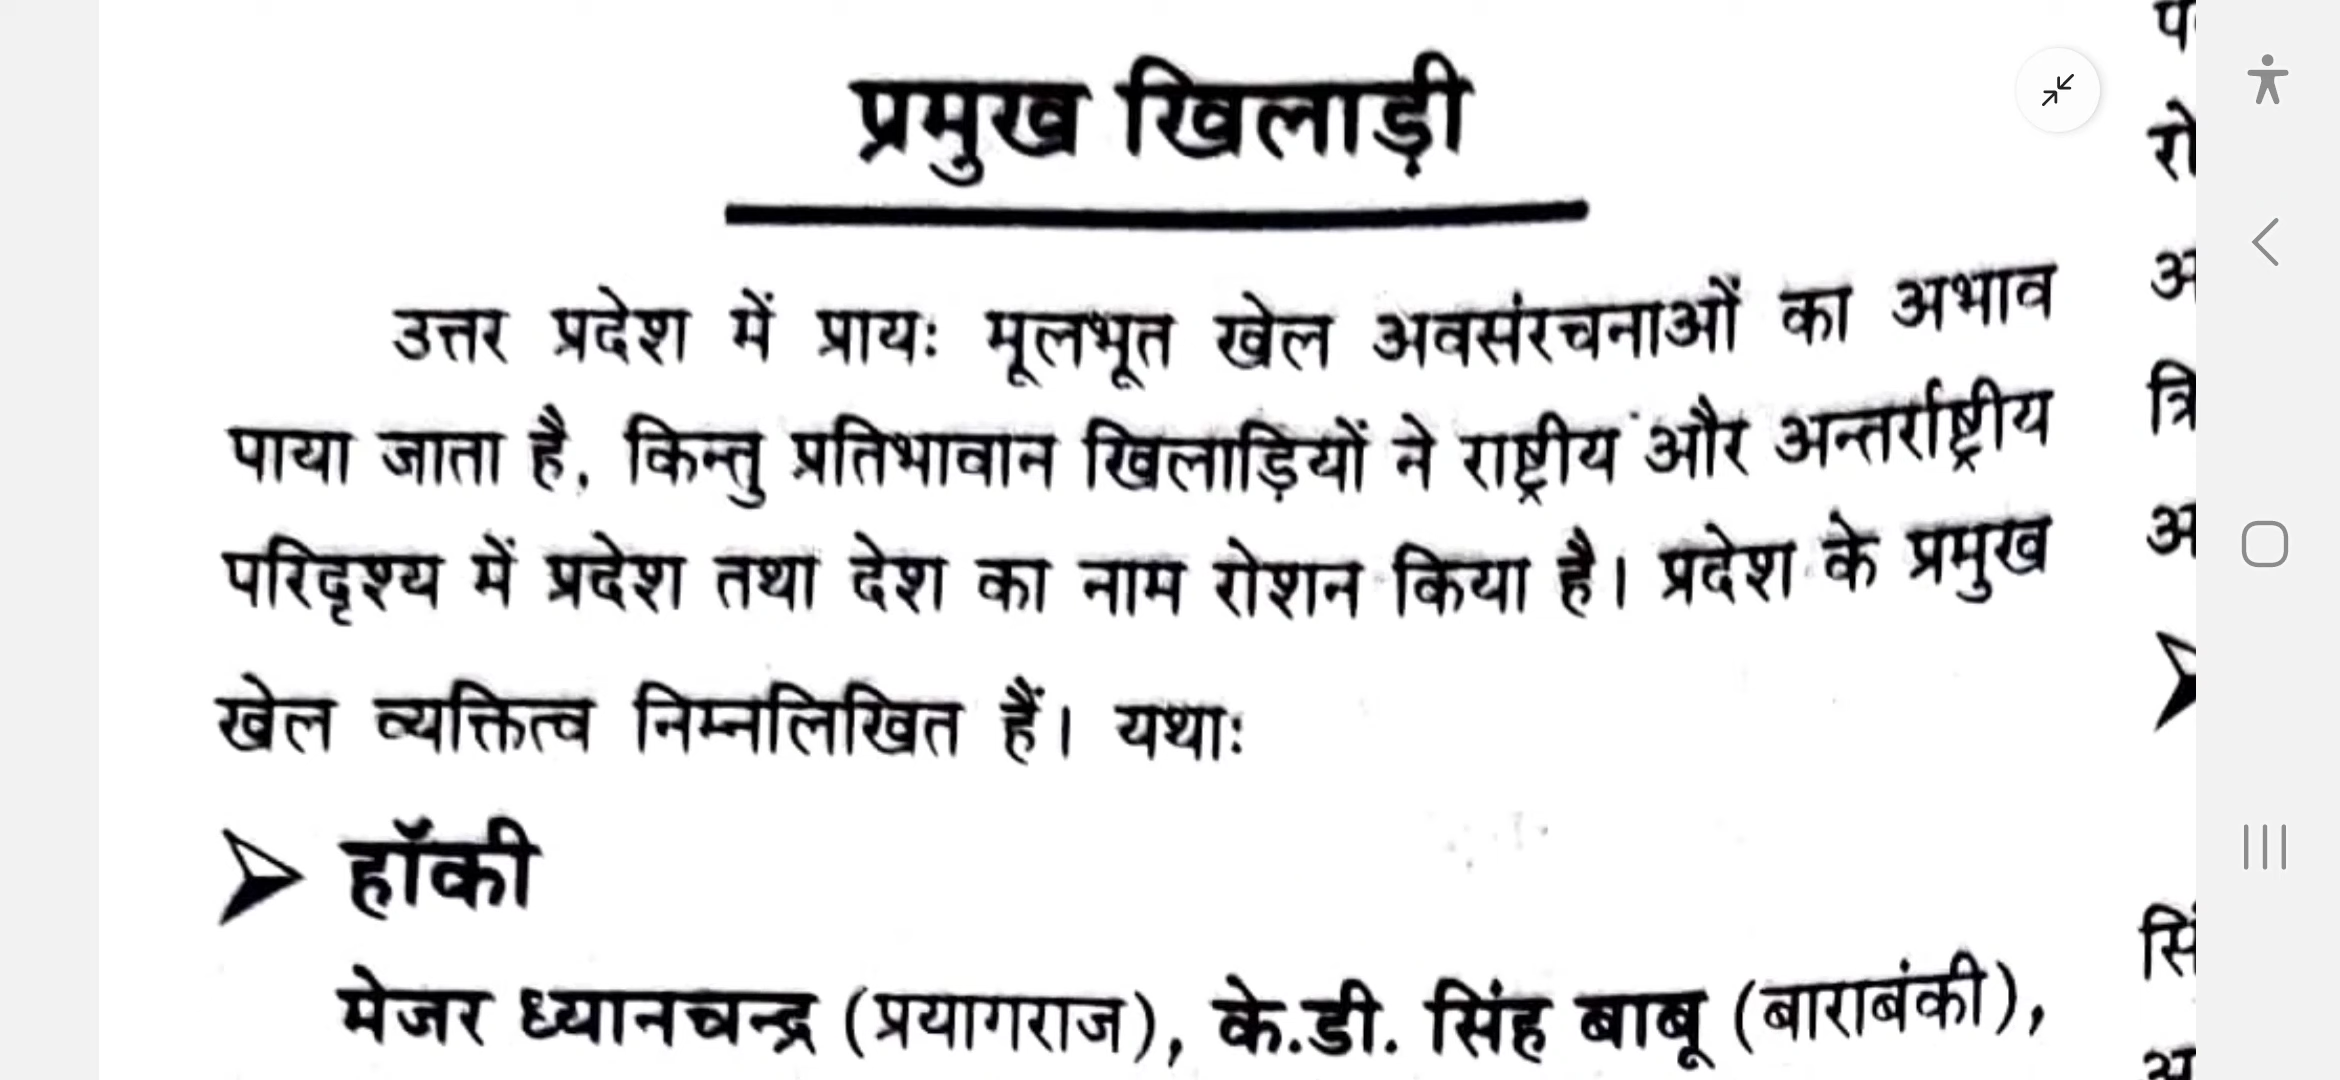 प्रमुख खिलाड़ी
उत्तर प्रदेश में प्रायः मूलभूत खेल अवसंरचनाओं का अभाव
पाया जाता है, किन्तु प्रतिभावान खिलाड़ियों ने राष्ट्रीय और अन्तर्राष्ट्रीय
परिदृश्य में प्रदेश तथा देश का नाम रोशन किया है। प्रदेश के प्रमुख
खेल व्यक्तित्व निम्नलिखित हैं। यथाः
हॉकी
मेजर ध्यानचन्द्र (प्रयागराज), के.डी. सिंह बाबू (बाराबंकी),